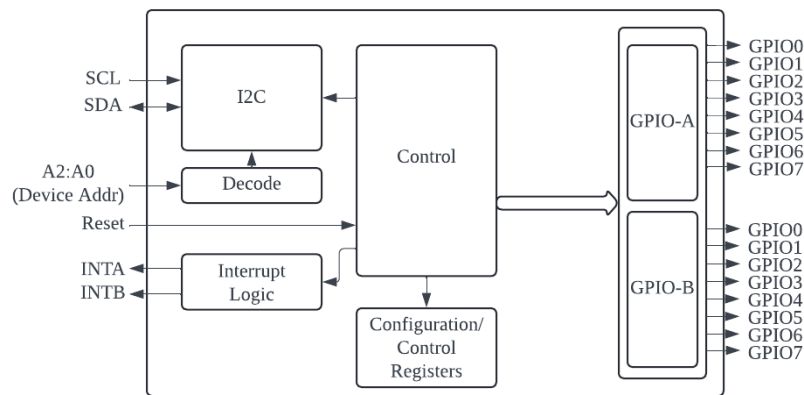 SCL
SDA
I2C
A2:A0
(Device Addr)
Decode
Reset
INTA
INTB
Interrupt
Logic
Control
Configuration/
Control
Registers
GPIO-A
GPIO0
GPIO1
GPIO2
GPIO3
GPIO4
GPIO5
GPIO6
GPIO7
GPIO-B
GPIO0
GPIO1
GPIO2
GPIO3
GPIO4
GPIO5
GPIO6
GPIO7